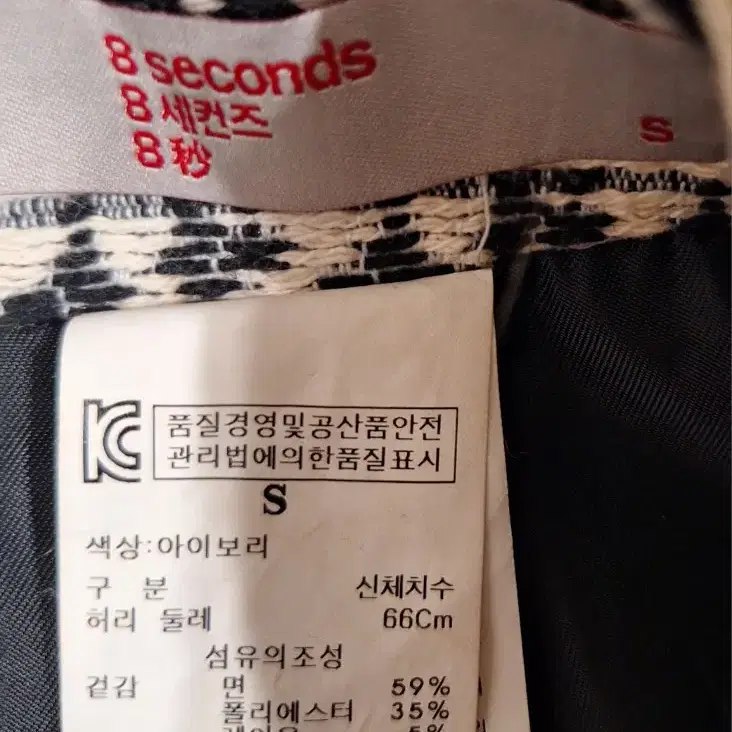 8 seconds
8 세컨즈
8 秒
S
KC
품질경영및공산품안전
관리법에의한품질표시
S
색상:아이보리
구 분 신체치수
허리 둘레 66Cm
섬유의조성
겉감 면 59%
폴리에스터 35%
5%